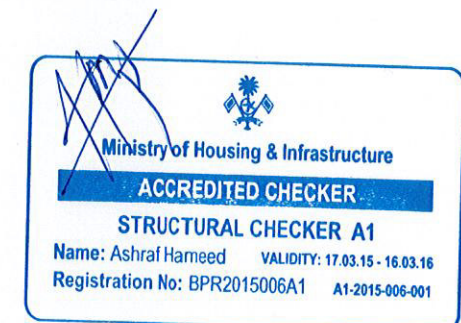 Ministry of Housing & Infrastructure
ACCREDITED CHECKER
STRUCTURAL CHECKER A1
Name: Ashraf Hameed VALIDITY: 17.03.15 - 16.03.16
Registration No: BPR2015006A1 A1-2015-006-001